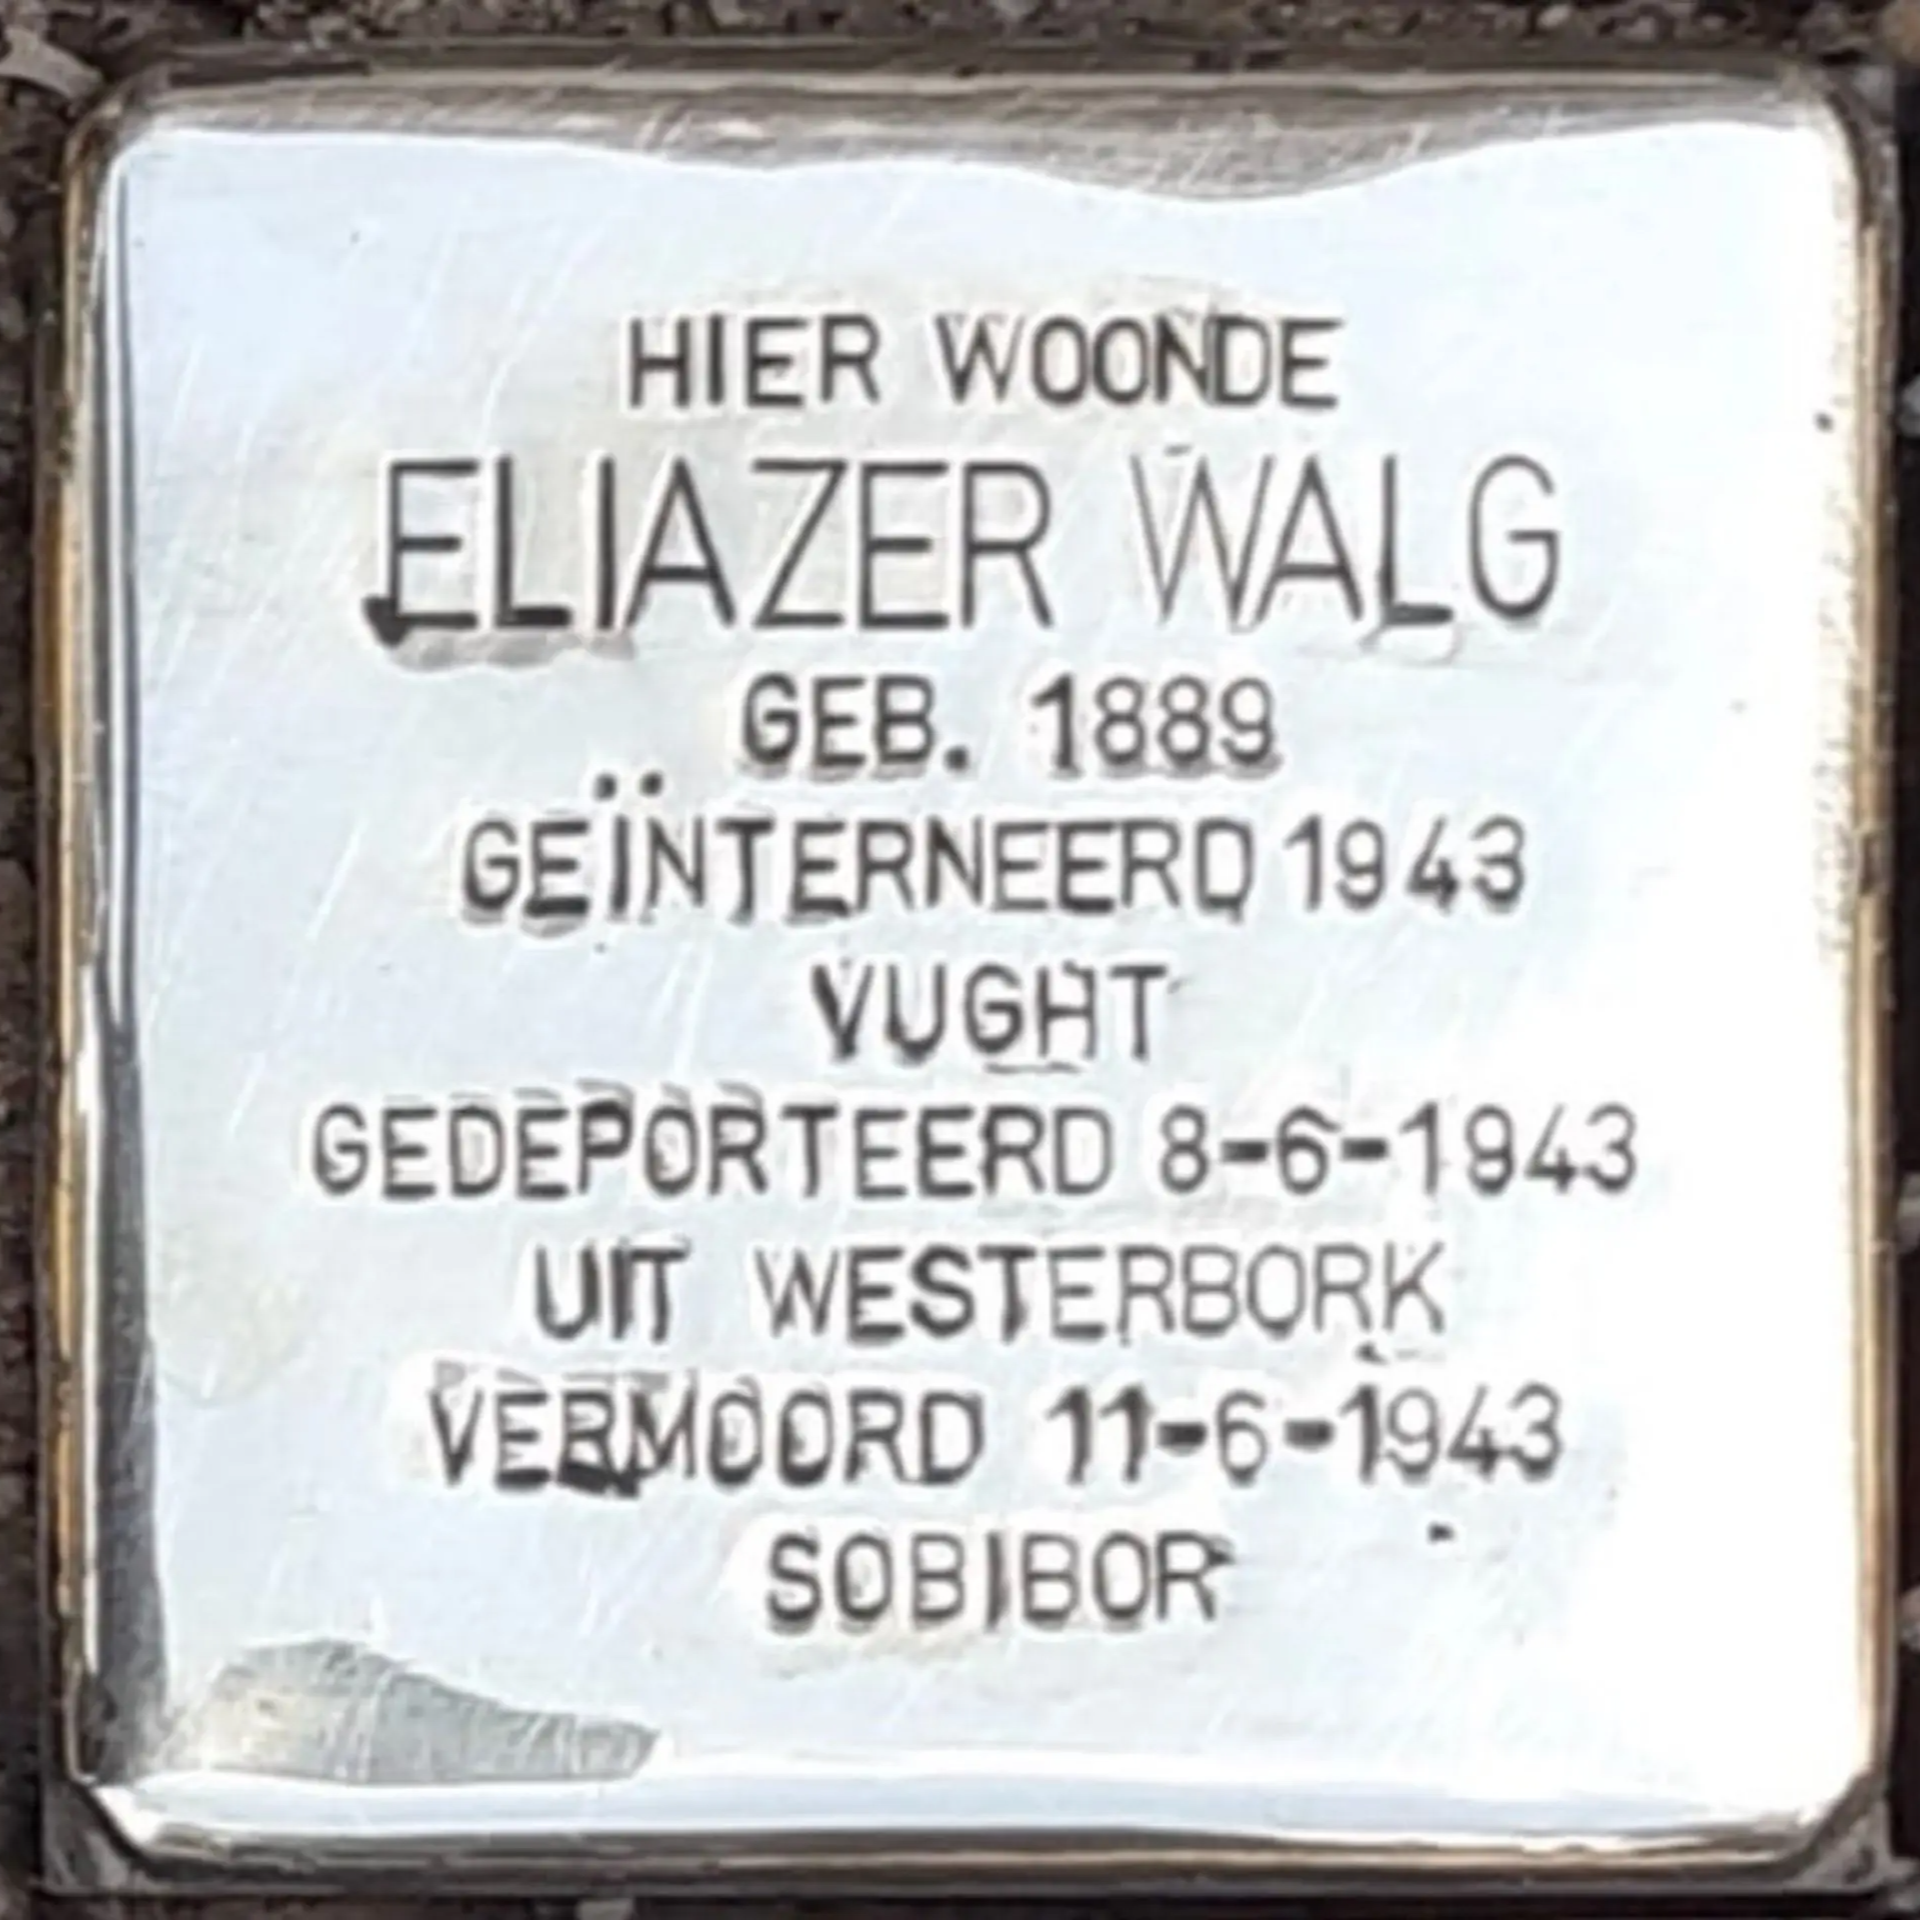 HIER WOONDE
ELIAZER WALG
GEB. 1889
GEÏNTERNEERD 1943
VUGHT
GEDEPORTEERD 8-6-1943
UIT WESTERBORK
VERMOORD 11-6-1943
SOBIBOR